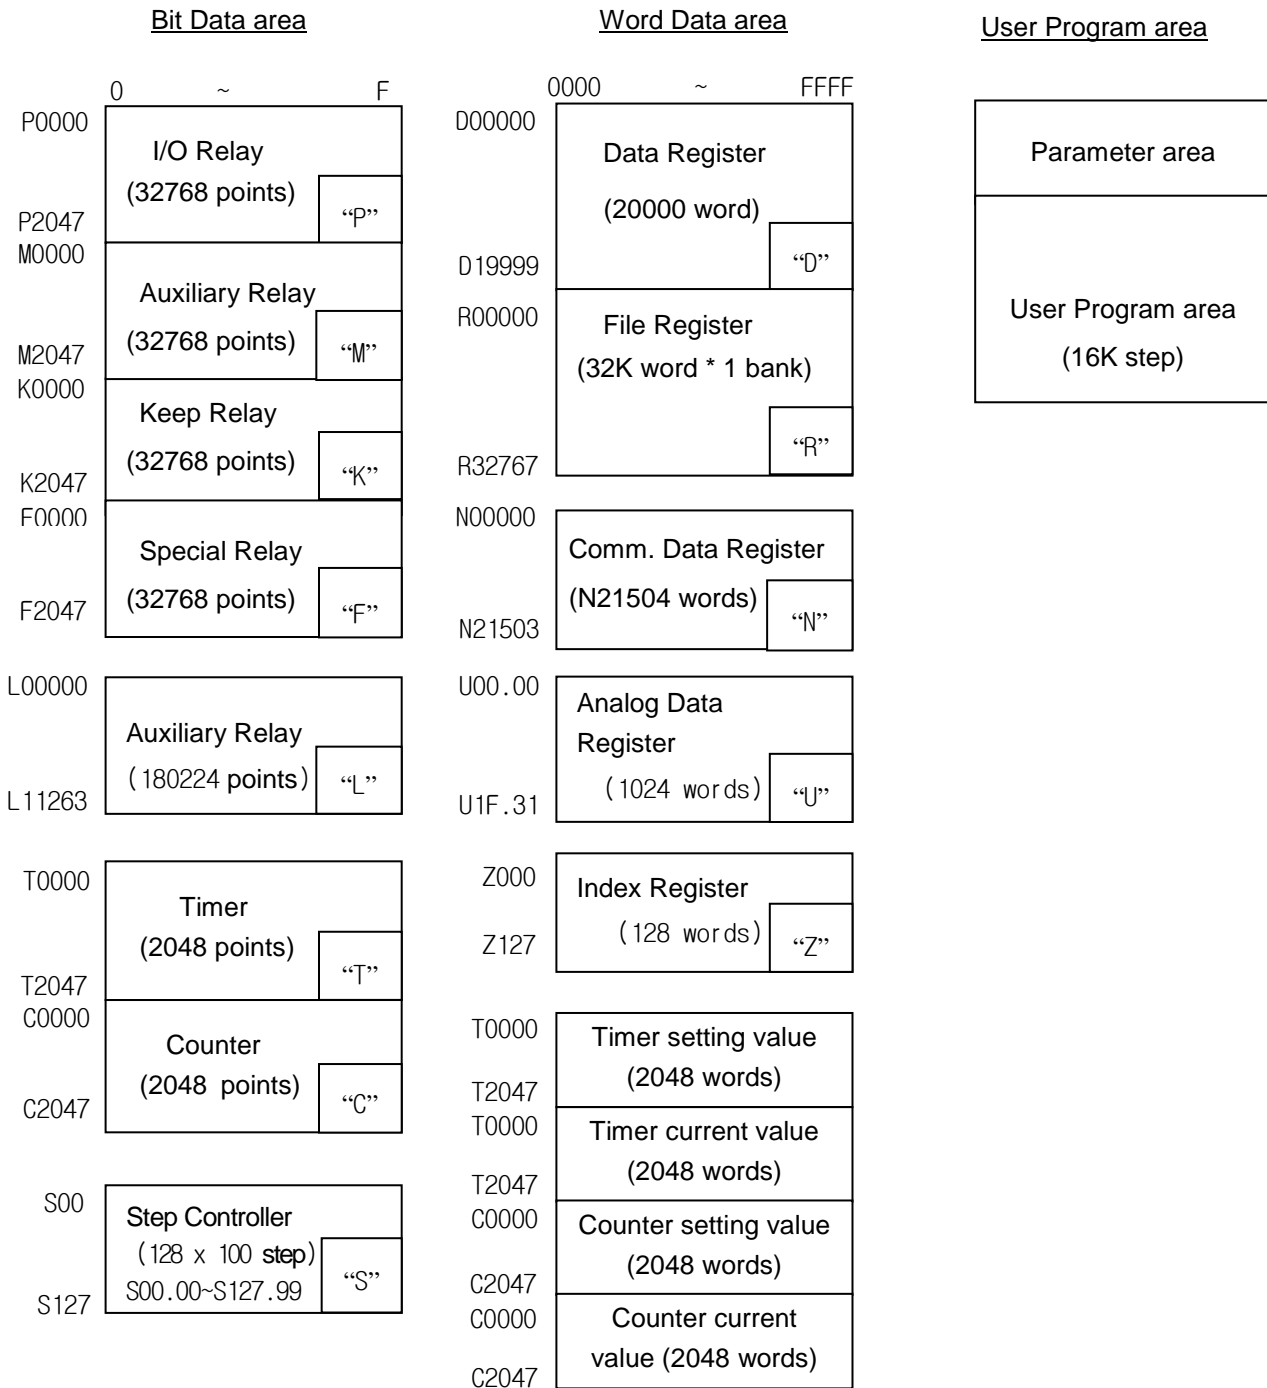 Bit Data area
0 ~ F
P0000
I/O Relay
(32768 points)
“P”
P2047
M0000
Auxiliary Relay
(32768 points)
“M”
M2047
K0000
Keep Relay
(32768 points)
“K”
K2047
F0000
Special Relay
(32768 points)
“F”
F2047
L00000
Auxiliary Relay
(180224 points)
“L”
L11263
T0000
Timer
(2048 points)
“T”
T2047
C0000
Counter
(2048 points)
“C”
C2047
S00
Step Controller
(128 x 100 step)
S00.00~S127.99
“S”
S127
Word Data area
0000 ~ FFFF
D00000
Data Register
(20000 word)
“D”
D19999
R00000
File Register
(32K word * 1 bank)
“R”
R32767
N00000
Comm. Data Register
(N21504 words)
“N”
N21503
U00.00
Analog Data
Register
(1024 words)
“U”
U1F.31
Z000
Index Register
(128 words)
“Z”
Z127
T0000
Timer setting value
(2048 words)
T2047
T0000
Timer current value
(2048 words)
T2047
C0000
Counter setting value
(2048 words)
C2047
C0000
Counter current
value (2048 words)
C2047
User Program area
Parameter area
User Program area
(16K step)